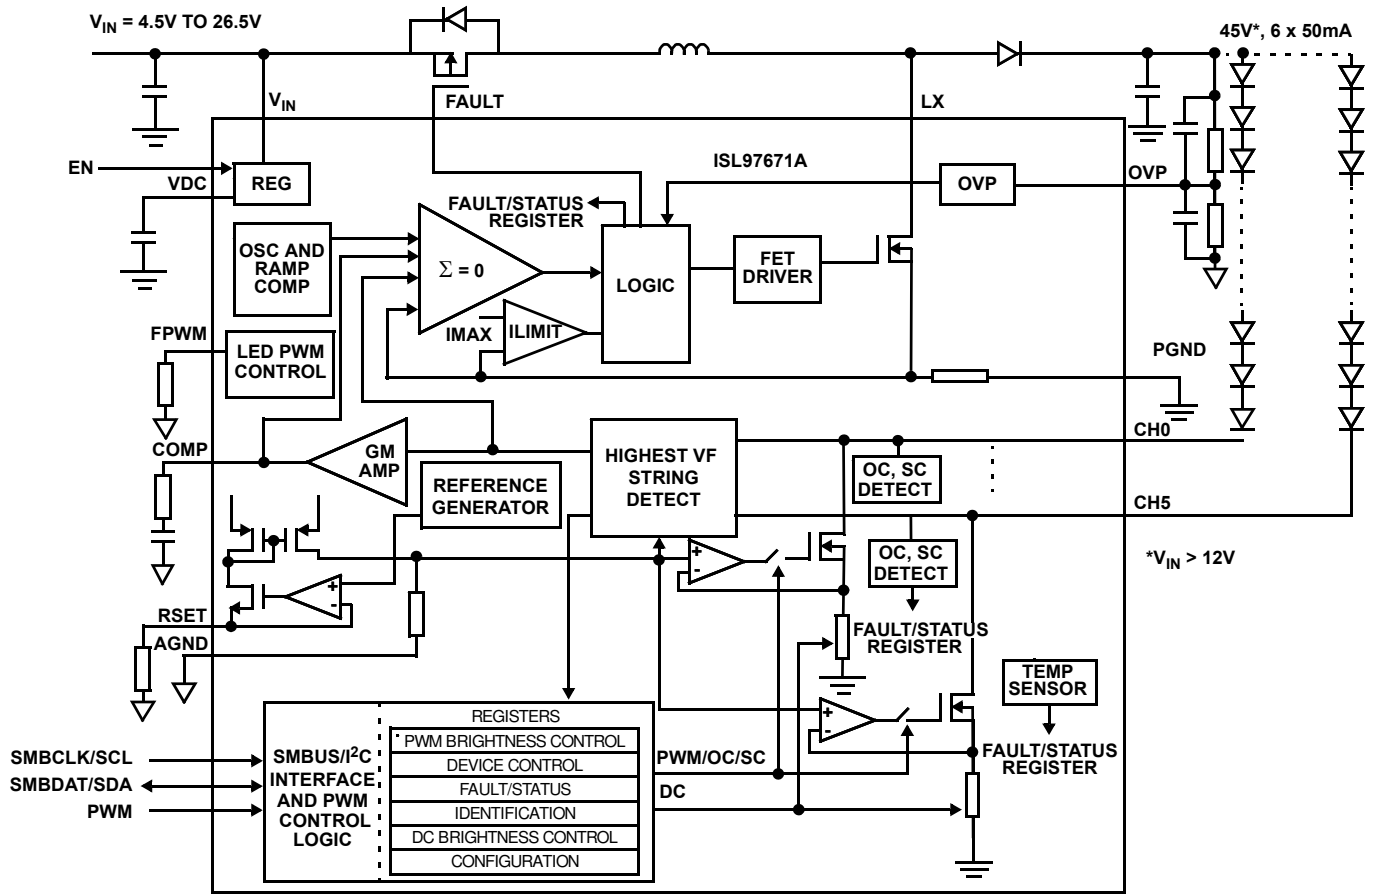 V_IN = 4.5V TO 26.5V
45V*, 6 x 50mA
V_IN
FAULT
LX
EN
VDC
REG
ISL97671A
OVP
OVP
FAULT/STATUS
REGISTER
OSC AND
RAMP
COMP
Σ = 0
LOGIC
FET
DRIVER
IMAX
ILIMIT
FPWM
LED PWM
CONTROL
PGND
COMP
GM
AMP
HIGHEST VF
STRING
DETECT
CH0
OC, SC
DETECT
REFERENCE
GENERATOR
CH5
+
-
OC, SC
DETECT
*V_IN > 12V
+
-
RSET
AGND
FAULT/STATUS
REGISTER
TEMP
SENSOR
+
-
FAULT/STATUS
REGISTER
SMBCLK/SCL
SMBDAT/SDA
PWM
SMBUS/I²C
INTERFACE
AND PWM
CONTROL
LOGIC
REGISTERS
PWM BRIGHTNESS CONTROL
DEVICE CONTROL
FAULT/STATUS
IDENTIFICATION
DC BRIGHTNESS CONTROL
CONFIGURATION
PWM/OC/SC
DC